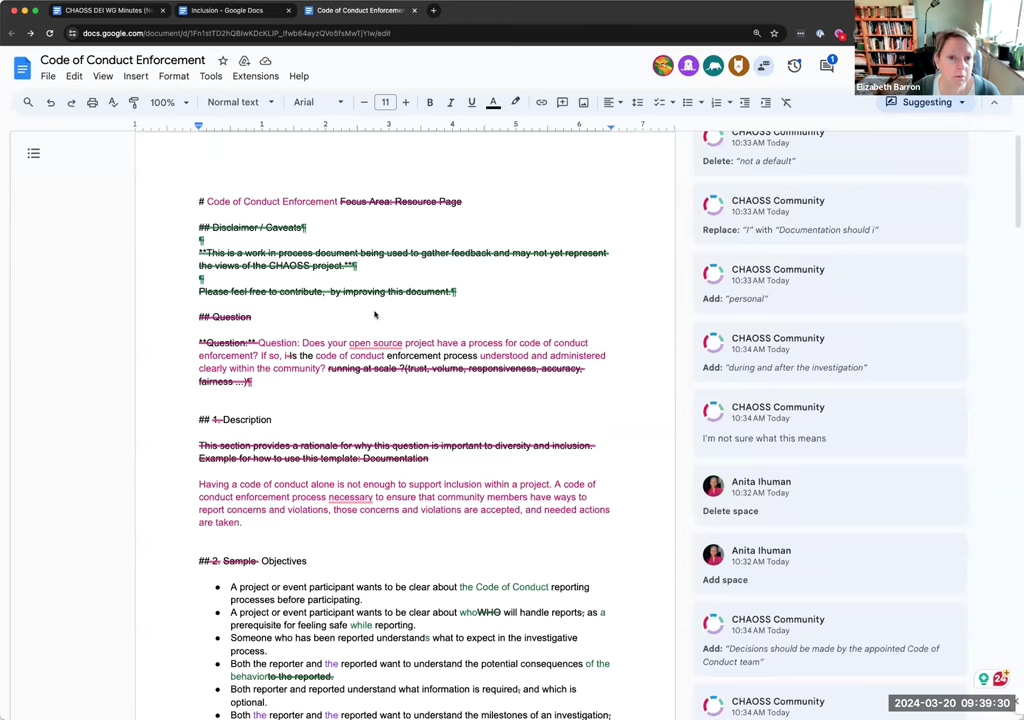 CHAOSS DEI WG Minutes (N
Inclusion - Google Docs
Code of Conduct Enforcemen
docs.google.com/document/d/1Fn1stTD2hQBIwKDcKLIP_lfwb64ayzQVo5fsMwTjYlw/edit
Elizabeth Barron
Code of Conduct Enforcement
File Edit View Insert Format Tools Extensions Help
1
100% Normal text Arial 11 B I U A
Suggesting
1 1 2 3 4 5 6 7
# Code of Conduct Enforcement Focus Area: Resource Page
## Disclaimer / Caveats¶
¶
**This is a work in process document being used to gather feedback and may not yet represent
the views of the CHAOSS project.**¶
¶
Please feel free to contribute, by improving this document.¶
## Question
**Question:** Question: Does your open source project have a process for code of conduct
enforcement? If so, iIs the code of conduct enforcement process understood and administered
clearly within the community? running at scale ?(trust, volume, responsiveness, accuracy,
fairness ...)¶
## 1. Description
This section provides a rationale for why this question is important to diversity and inclusion.
Example for how to use this template: Documentation
Having a code of conduct alone is not enough to support inclusion within a project. A code of
conduct enforcement process necessary to ensure that community members have ways to
report concerns and violations, those concerns and violations are accepted, and needed actions
are taken.
## 2. Sample Objectives
● A project or event participant wants to be clear about the Code of Conduct reporting
processes before participating.
● A project or event participant wants to be clear about whoWHO will handle reports, as a
prerequisite for feeling safe while reporting.
● Someone who has been reported understands what to expect in the investigative
process.
● Both the reporter and the reported want to understand the potential consequences of the
behaviorto the reported.
● Both reporter and reported understand what information is required, and which is
optional.
● Both the reporter and the reported want to understand the milestones of an investigation,
CHAOSS Community
10:33 AM Today
Delete: "not a default"
CHAOSS Community
10:33 AM Today
Replace: "I" with "Documentation should i"
CHAOSS Community
10:33 AM Today
Add: "personal"
CHAOSS Community
10:34 AM Today
Add: "during and after the investigation"
CHAOSS Community
10:34 AM Today
I'm not sure what this means
Anita Ihuman
10:32 AM Today
Delete space
Anita Ihuman
10:32 AM Today
Add space
CHAOSS Community
10:34 AM Today
Add: "Decisions should be made by the appointed Code of
Conduct team"
CHAOSS Community
10:34 AM Today
24
2024-03-20 09:39:30